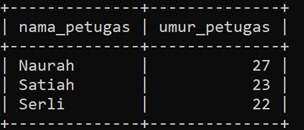 +--------------+--------------+
| nama_petugas | umur_petugas |
+--------------+--------------+
| Naurah       |           27 |
| Satiah       |           23 |
| Serli        |           22 |
+--------------+--------------+